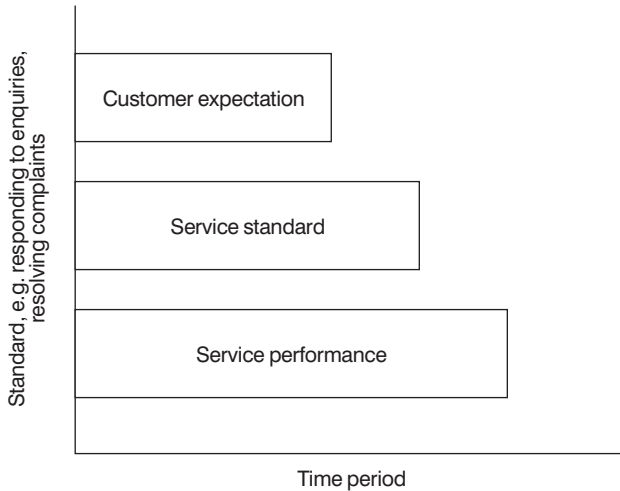 Standard, e.g. responding to enquiries,
resolving complaints
Customer expectation
Service standard
Service performance
Time period